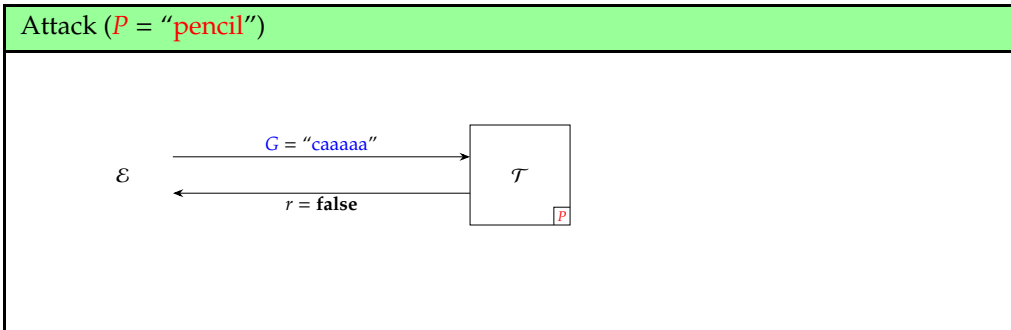 Attack (P = “pencil”)
G = “caaaaa”
ℰ
𝒯
r = false
P